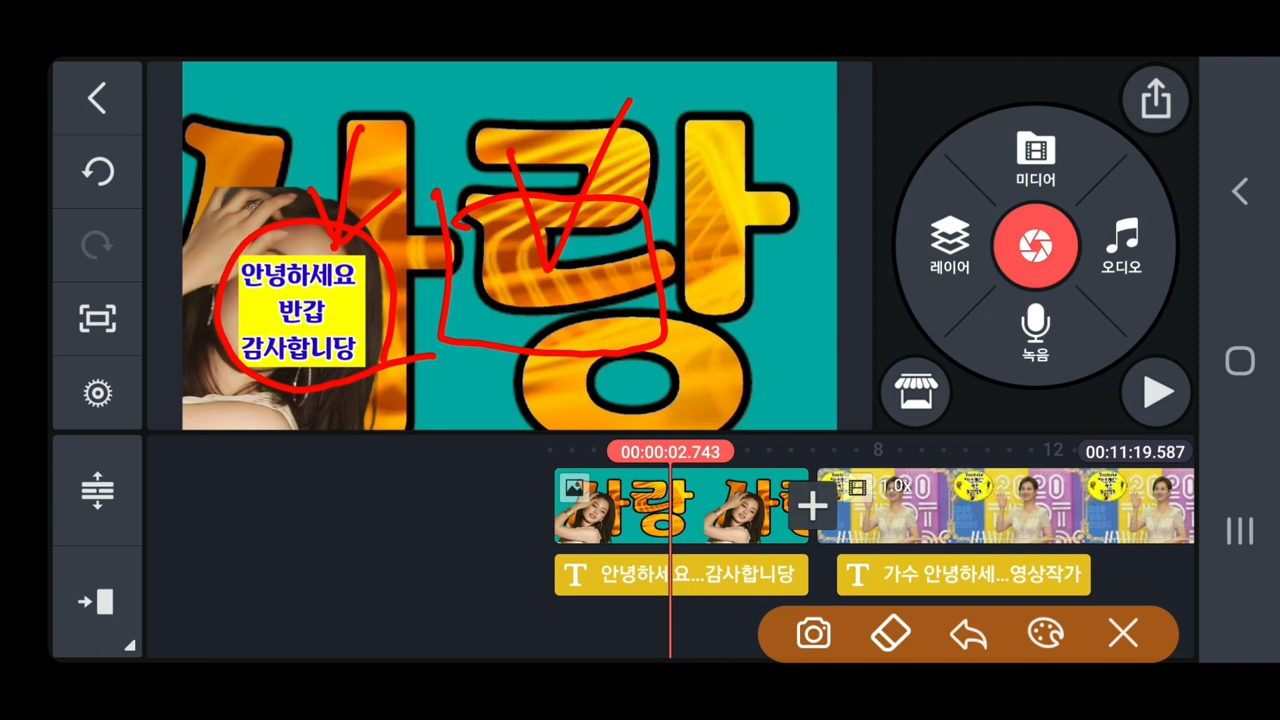 사랑
안녕하세요
반갑
감사합니당
미디어
레이어
오디오
녹음
00:00:02.743
8
12
00:11:19.587
사랑
1.0x
T 안녕하세요...감사합니당
T 가수 안녕하세...영상작가